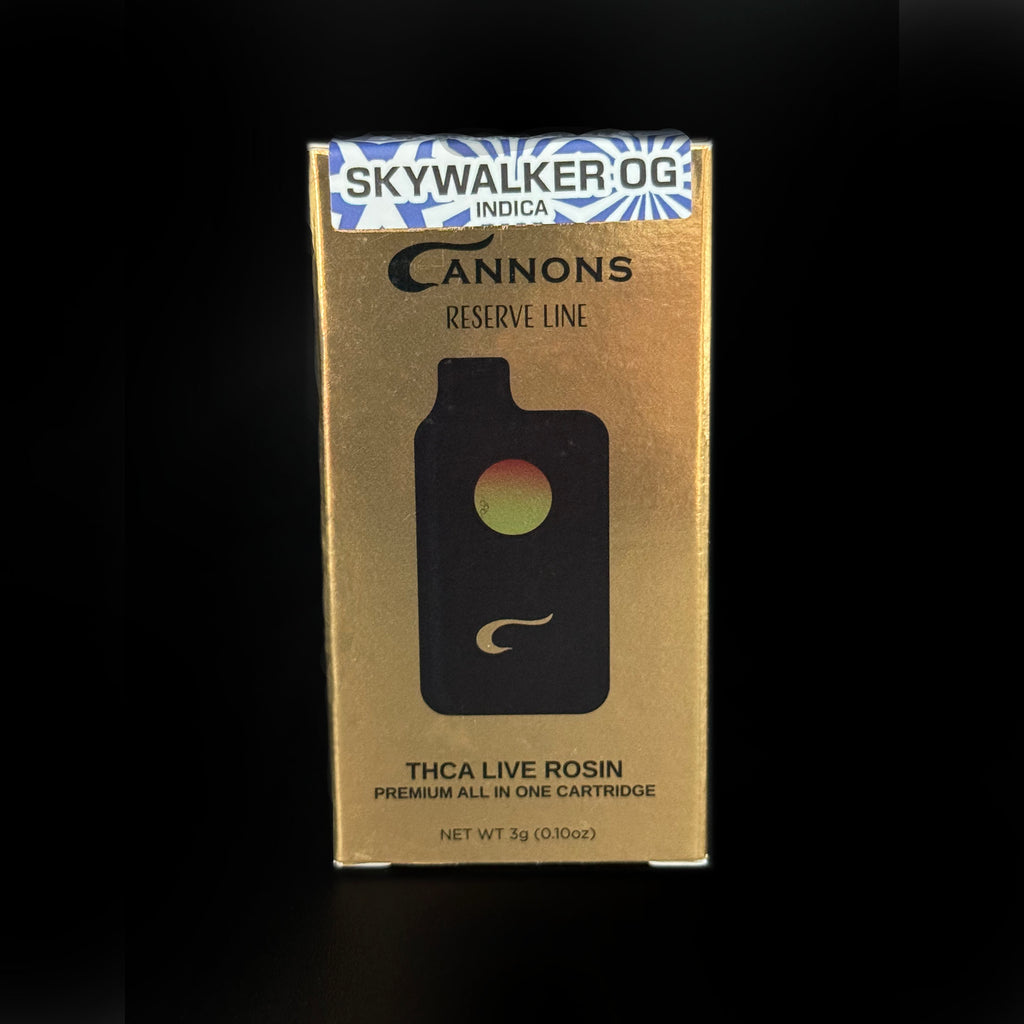 SKYWALKER OG
INDICA
CANNONS
RESERVE LINE
THCA LIVE ROSIN
PREMIUM ALL IN ONE CARTRIDGE
NET WT 3g (0.10oz)